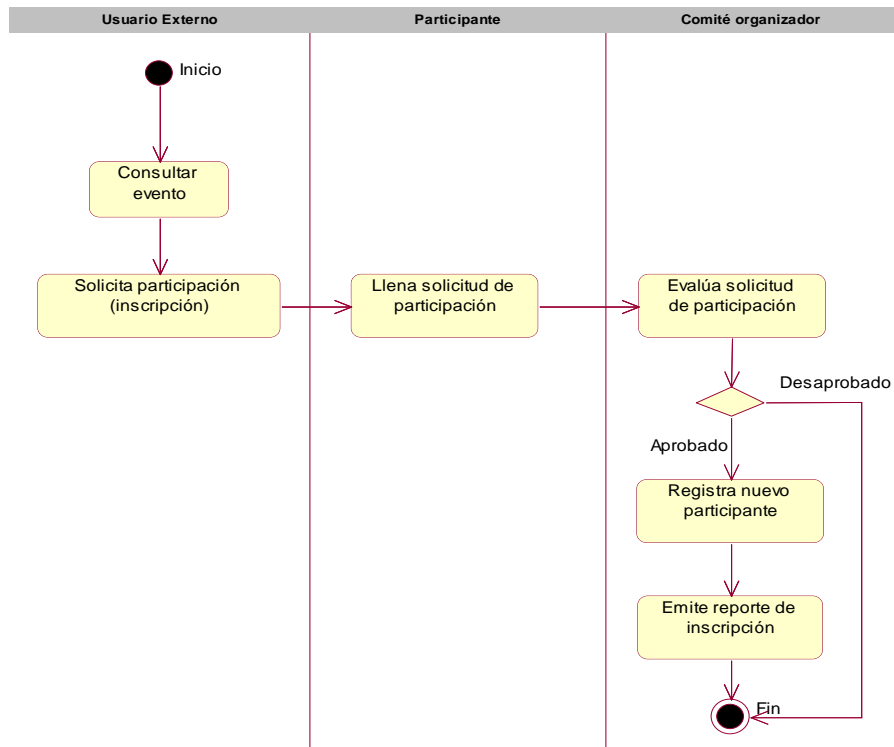 Usuario Externo
Participante
Comité organizador
Inicio
Consultar
evento
Solicita participación
(inscripción)
Llena solicitud de
participación
Evalúa solicitud
de participación
Desaprobado
Aprobado
Registra nuevo
participante
Emite reporte de
inscripción
Fin